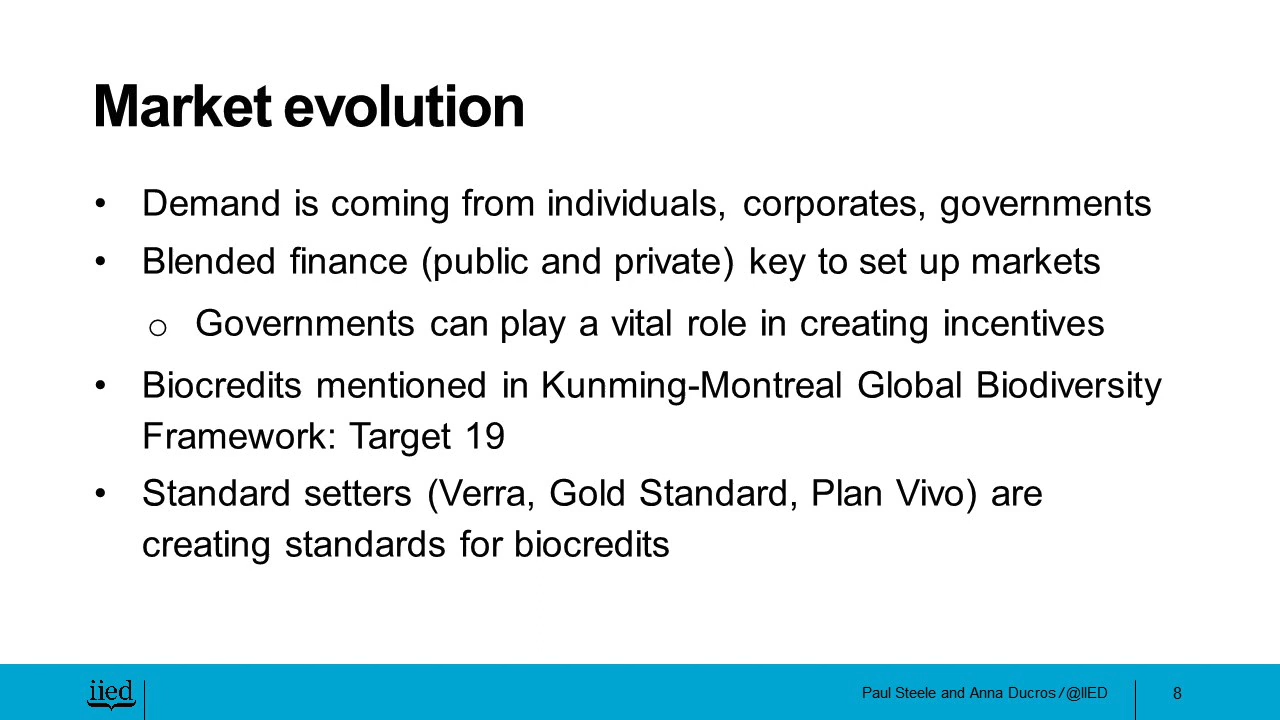 Market evolution
• Demand is coming from individuals, corporates, governments
• Blended finance (public and private) key to set up markets
o Governments can play a vital role in creating incentives
• Biocredits mentioned in Kunming-Montreal Global Biodiversity
Framework: Target 19
• Standard setters (Verra, Gold Standard, Plan Vivo) are
creating standards for biocredits
iied
Paul Steele and Anna Ducros / @IIED
8